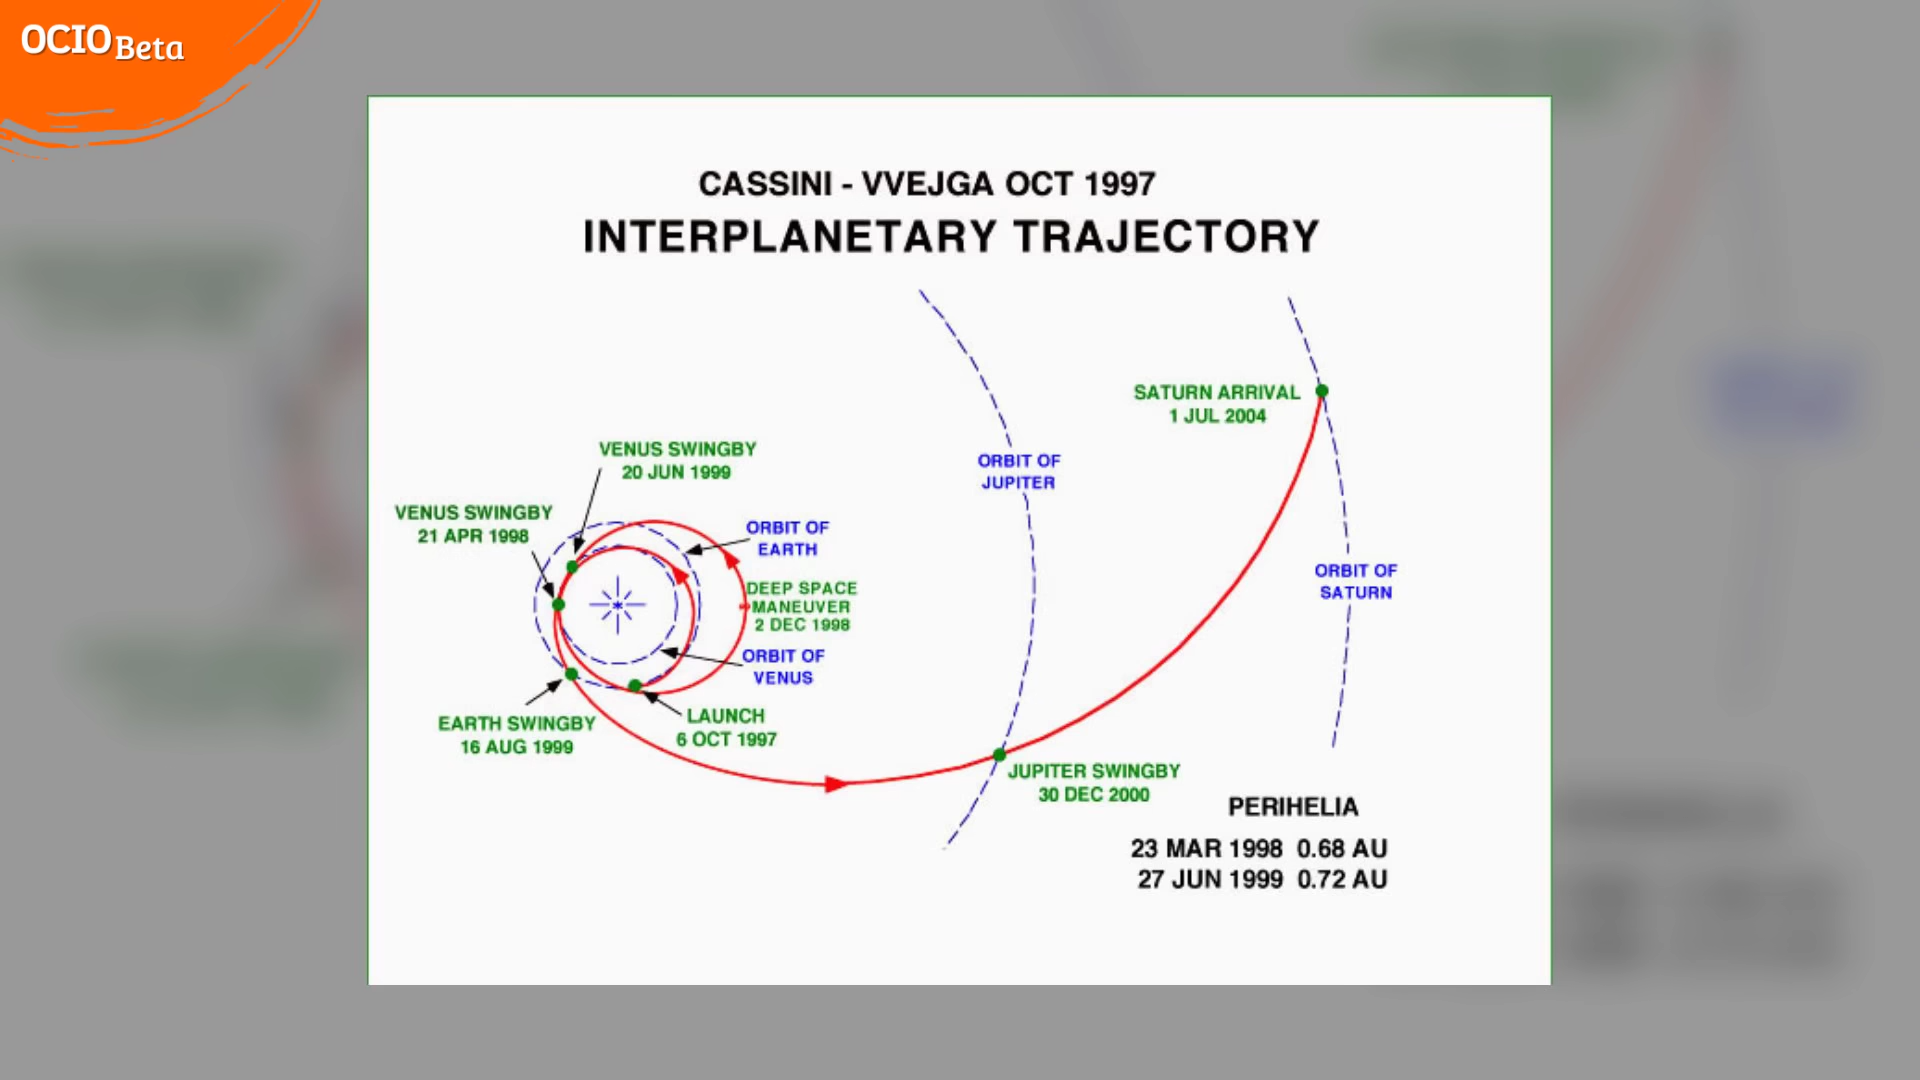 OCIO Beta
CASSINI - VVEJGA OCT 1997
INTERPLANETARY TRAJECTORY
SATURN ARRIVAL
1 JUL 2004
VENUS SWINGBY
20 JUN 1999
ORBIT OF
JUPITER
VENUS SWINGBY
21 APR 1998
ORBIT OF
EARTH
ORBIT OF
SATURN
DEEP SPACE
MANEUVER
2 DEC 1998
ORBIT OF
VENUS
EARTH SWINGBY
16 AUG 1999
LAUNCH
6 OCT 1997
JUPITER SWINGBY
30 DEC 2000
PERIHELIA
23 MAR 1998 0.68 AU
27 JUN 1999 0.72 AU